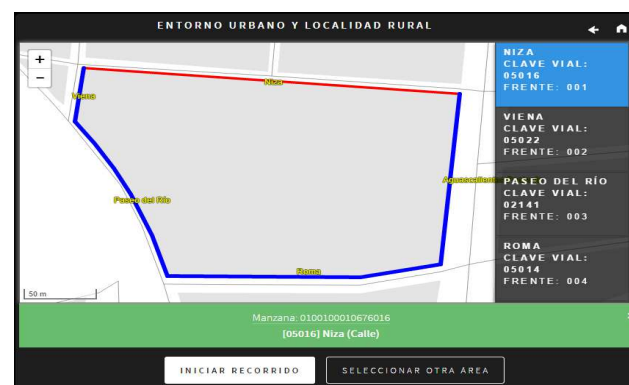 ENTORNO URBANO Y LOCALIDAD RURAL
+
−
Niza
Viena
Paseo del Río
Roma
50 m
NIZA
CLAVE VIAL:
05016
FRENTE: 001
VIENA
CLAVE VIAL:
05022
FRENTE: 002
PASEO DEL RÍO
CLAVE VIAL:
02141
FRENTE: 003
ROMA
CLAVE VIAL:
05014
FRENTE: 004
Manzana: 0100100010676016
[05016] Niza (Calle)
INICIAR RECORRIDO
SELECCIONAR OTRA ÁREA